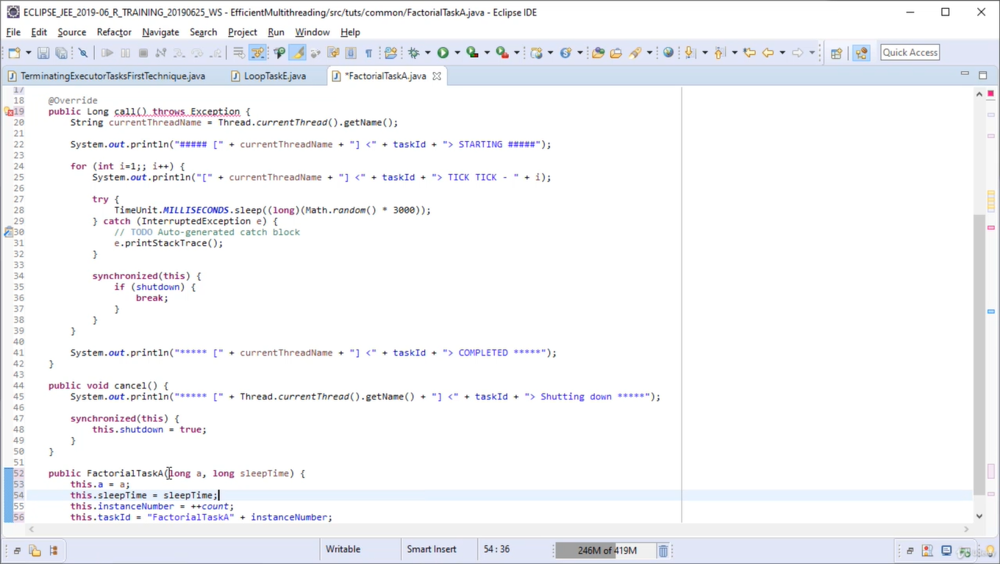 ECLIPSE_JEE_2019-06_R_TRAINING_20190625_WS - EfficientMultithreading/src/tuts/common/FactorialTaskA.java - Eclipse IDE
File Edit Source Refactor Navigate Search Project Run Window Help
Quick Access
TerminatingExecutorTasksFirstTechnique.java LoopTaskE.java *FactorialTaskA.java
17
18 @Override
19 public Long call() throws Exception {
20 String currentThreadName = Thread.currentThread().getName();
21
22 System.out.println("##### [" + currentThreadName + "] <" + taskId + "> STARTING #####");
23
24 for (int i=1;; i++) {
25 System.out.println("[" + currentThreadName + "] <" + taskId + "> TICK TICK - " + i);
26
27 try {
28 TimeUnit.MILLISECONDS.sleep((long)(Math.random() * 3000));
29 } catch (InterruptedException e) {
30 // TODO Auto-generated catch block
31 e.printStackTrace();
32 }
33
34 synchronized(this) {
35 if (shutdown) {
36 break;
37 }
38 }
39 }
40
41 System.out.println("***** [" + currentThreadName + "] <" + taskId + "> COMPLETED *****");
42 }
43
44 public void cancel() {
45 System.out.println("***** [" + Thread.currentThread().getName() + "] <" + taskId + "> Shutting down *****");
46
47 synchronized(this) {
48 this.shutdown = true;
49 }
50 }
51
52 public FactorialTaskA(long a, long sleepTime) {
53 this.a = a;
54 this.sleepTime = sleepTime;
55 this.instanceNumber = ++count;
56 this.taskId = "FactorialTaskA" + instanceNumber;
Writable Smart Insert 54 : 36 246M of 419M